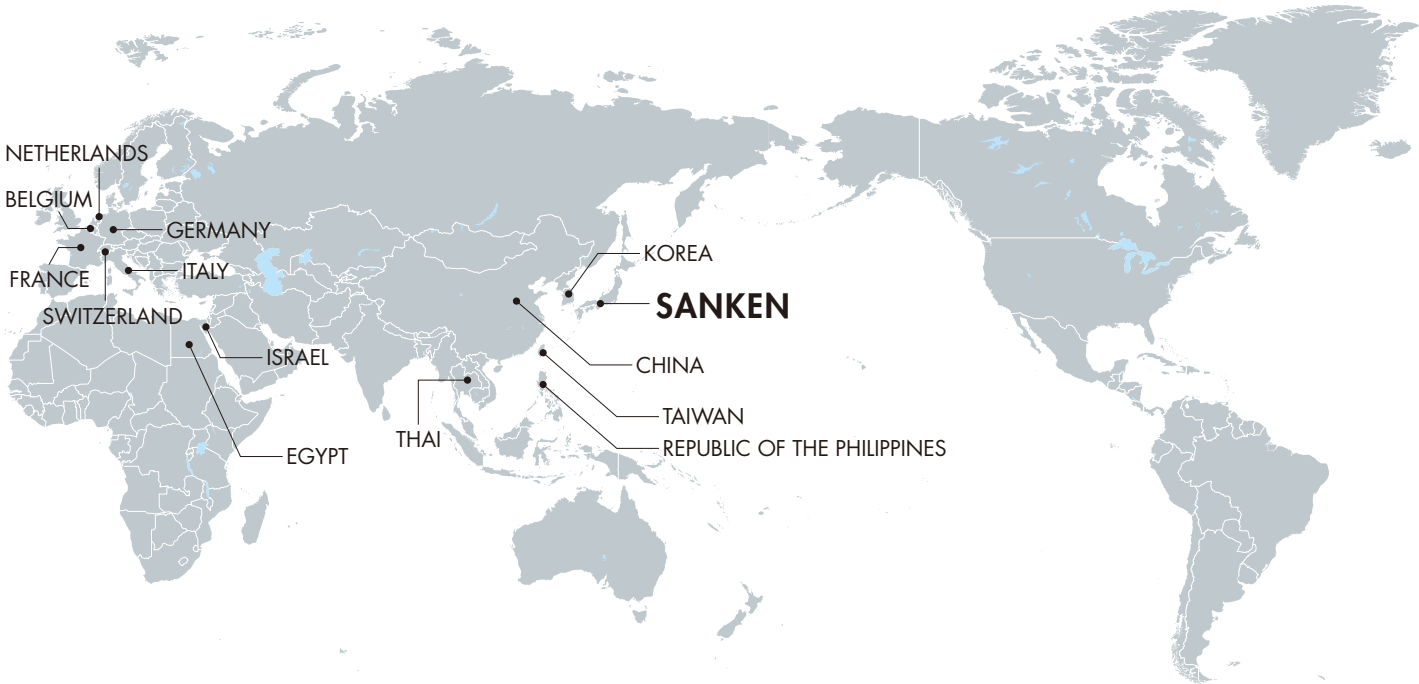 NETHERLANDS
BELGIUM
GERMANY
FRANCE
ITALY
SWITZERLAND
ISRAEL
EGYPT
THAI
KOREA
SANKEN
CHINA
TAIWAN
REPUBLIC OF THE PHILIPPINES